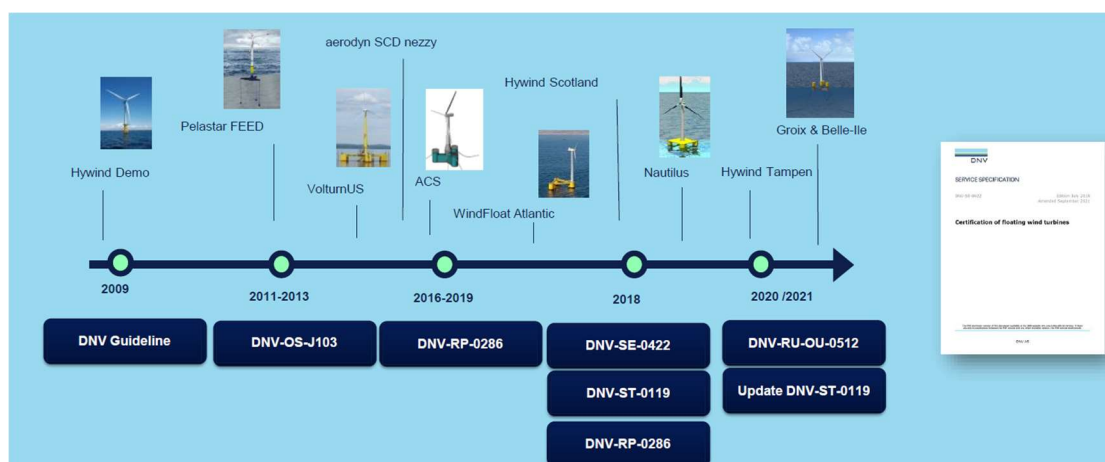 aerodyn SCD nezzy
Hywind Scotland
Pelastar FEED
Groix & Belle-Ile
Hywind Demo
VolturnUS
ACS
Nautilus
Hywind Tampen
WindFloat Atlantic
2009
2011-2013
2016-2019
2018
2020 /2021
DNV Guideline
DNV-OS-J103
DNV-RP-0286
DNV-SE-0422
DNV-RU-OU-0512
DNV-ST-0119
Update DNV-ST-0119
DNV-RP-0286
DNV
SERVICE SPECIFICATION
Certification of floating wind turbines